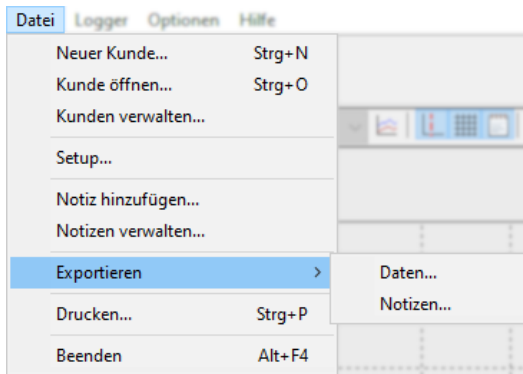 Datei Logger Optionen Hilfe
Neuer Kunde... Strg+N
Kunde öffnen... Strg+O
Kunden verwalten...
Setup...
Notiz hinzufügen...
Notizen verwalten...
Exportieren >
Daten...
Notizen...
Drucken... Strg+P
Beenden Alt+F4